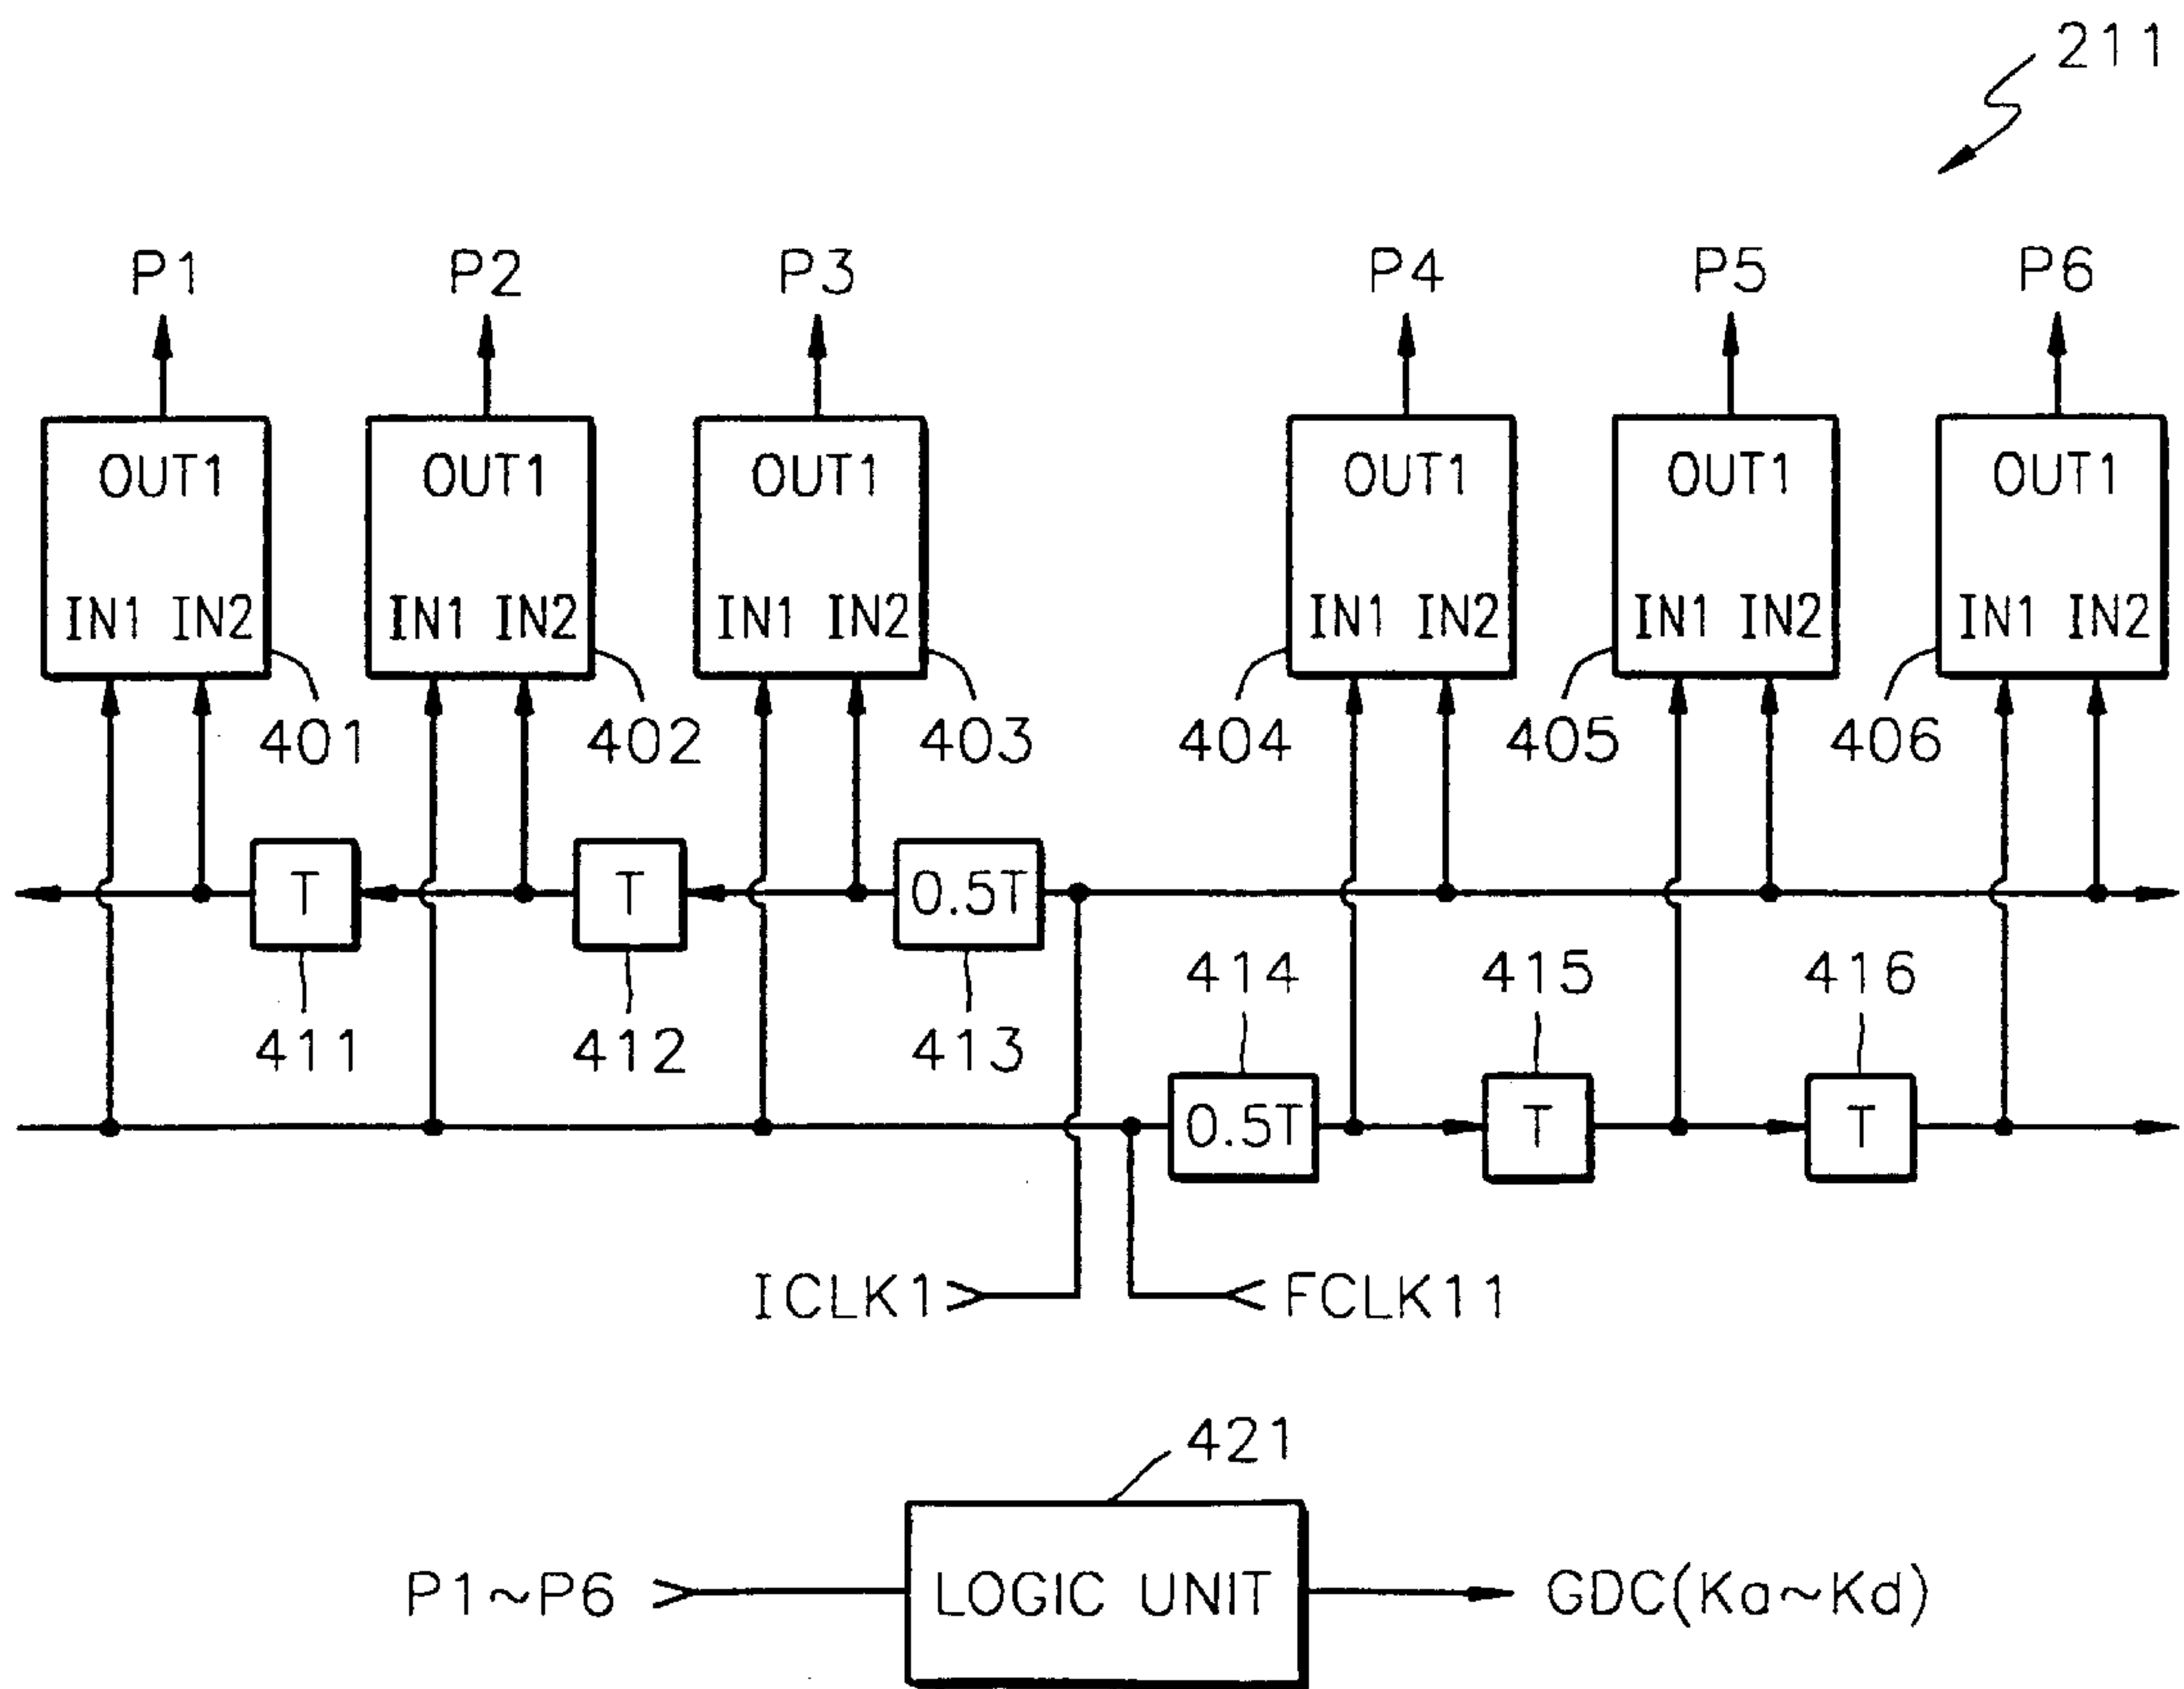 211
P1 P2 P3 P4 P5 P6
OUT1 OUT1 OUT1 OUT1 OUT1 OUT1
IN1 IN2 IN1 IN2 IN1 IN2 IN1 IN2 IN1 IN2 IN1 IN2
401 402 403 404 405 406
T T 0.5T
414 415 416
411 412 413
0.5T T T
ICLK1 FCLK11
421
P1~P6 LOGIC UNIT GDC(Ka~Kd)